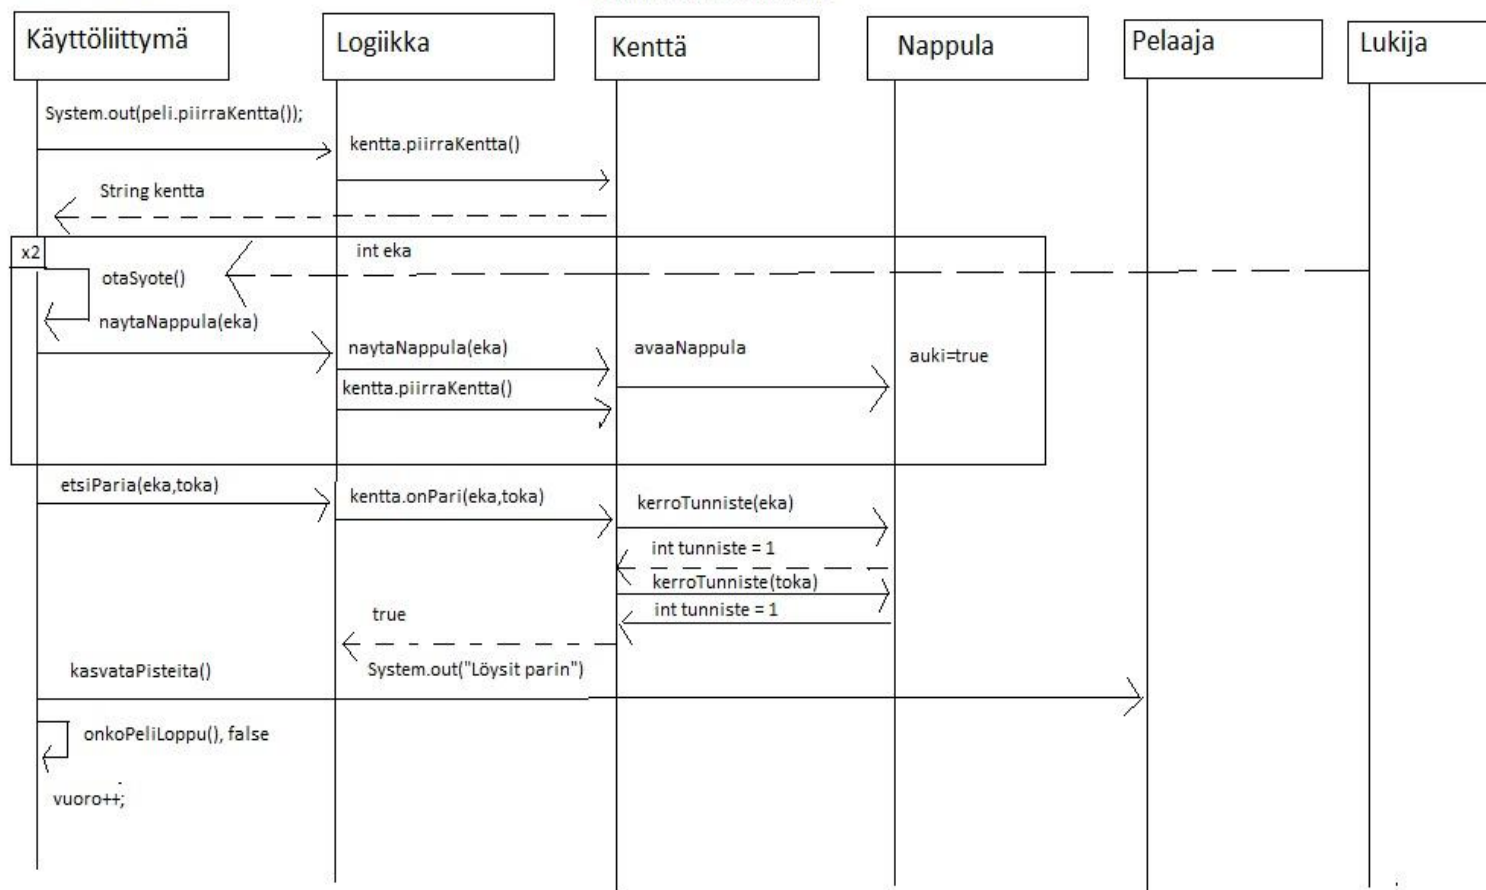 Käyttöliittymä
Logiikka
Kenttä
Nappula
Pelaaja
Lukija
System.out(peli.piirraKentta());
kentta.piirraKentta()
String kentta
x2
int eka
otaSyote()
naytaNappula(eka)
naytaNappula(eka)
avaaNappula
auki=true
kentta.piirraKentta()
etsiParia(eka,toka)
kentta.onPari(eka,toka)
kerroTunniste(eka)
int tunniste = 1
kerroTunniste(toka)
int tunniste = 1
true
System.out("Löysit parin")
kasvataPisteita()
onkoPeliLoppu(), false
vuoro++;